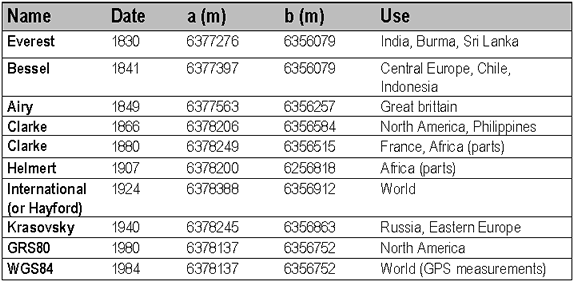 Name Date a (m) b (m) Use
Everest 1830 6377276 6356079 India, Burma, Sri Lanka
Bessel 1841 6377397 6356079 Central Europe, Chile,
Indonesia
Airy 1849 6377563 6356257 Great brittain
Clarke 1866 6378206 6356584 North America, Philippines
Clarke 1880 6378249 6356515 France, Africa (parts)
Helmert 1907 6378200 6256818 Africa (parts)
International 1924 6378388 6356912 World
(or Hayford)
Krasovsky 1940 6378245 6356863 Russia, Eastern Europe
GRS80 1980 6378137 6356752 North America
WGS84 1984 6378137 6356752 World (GPS measurements)